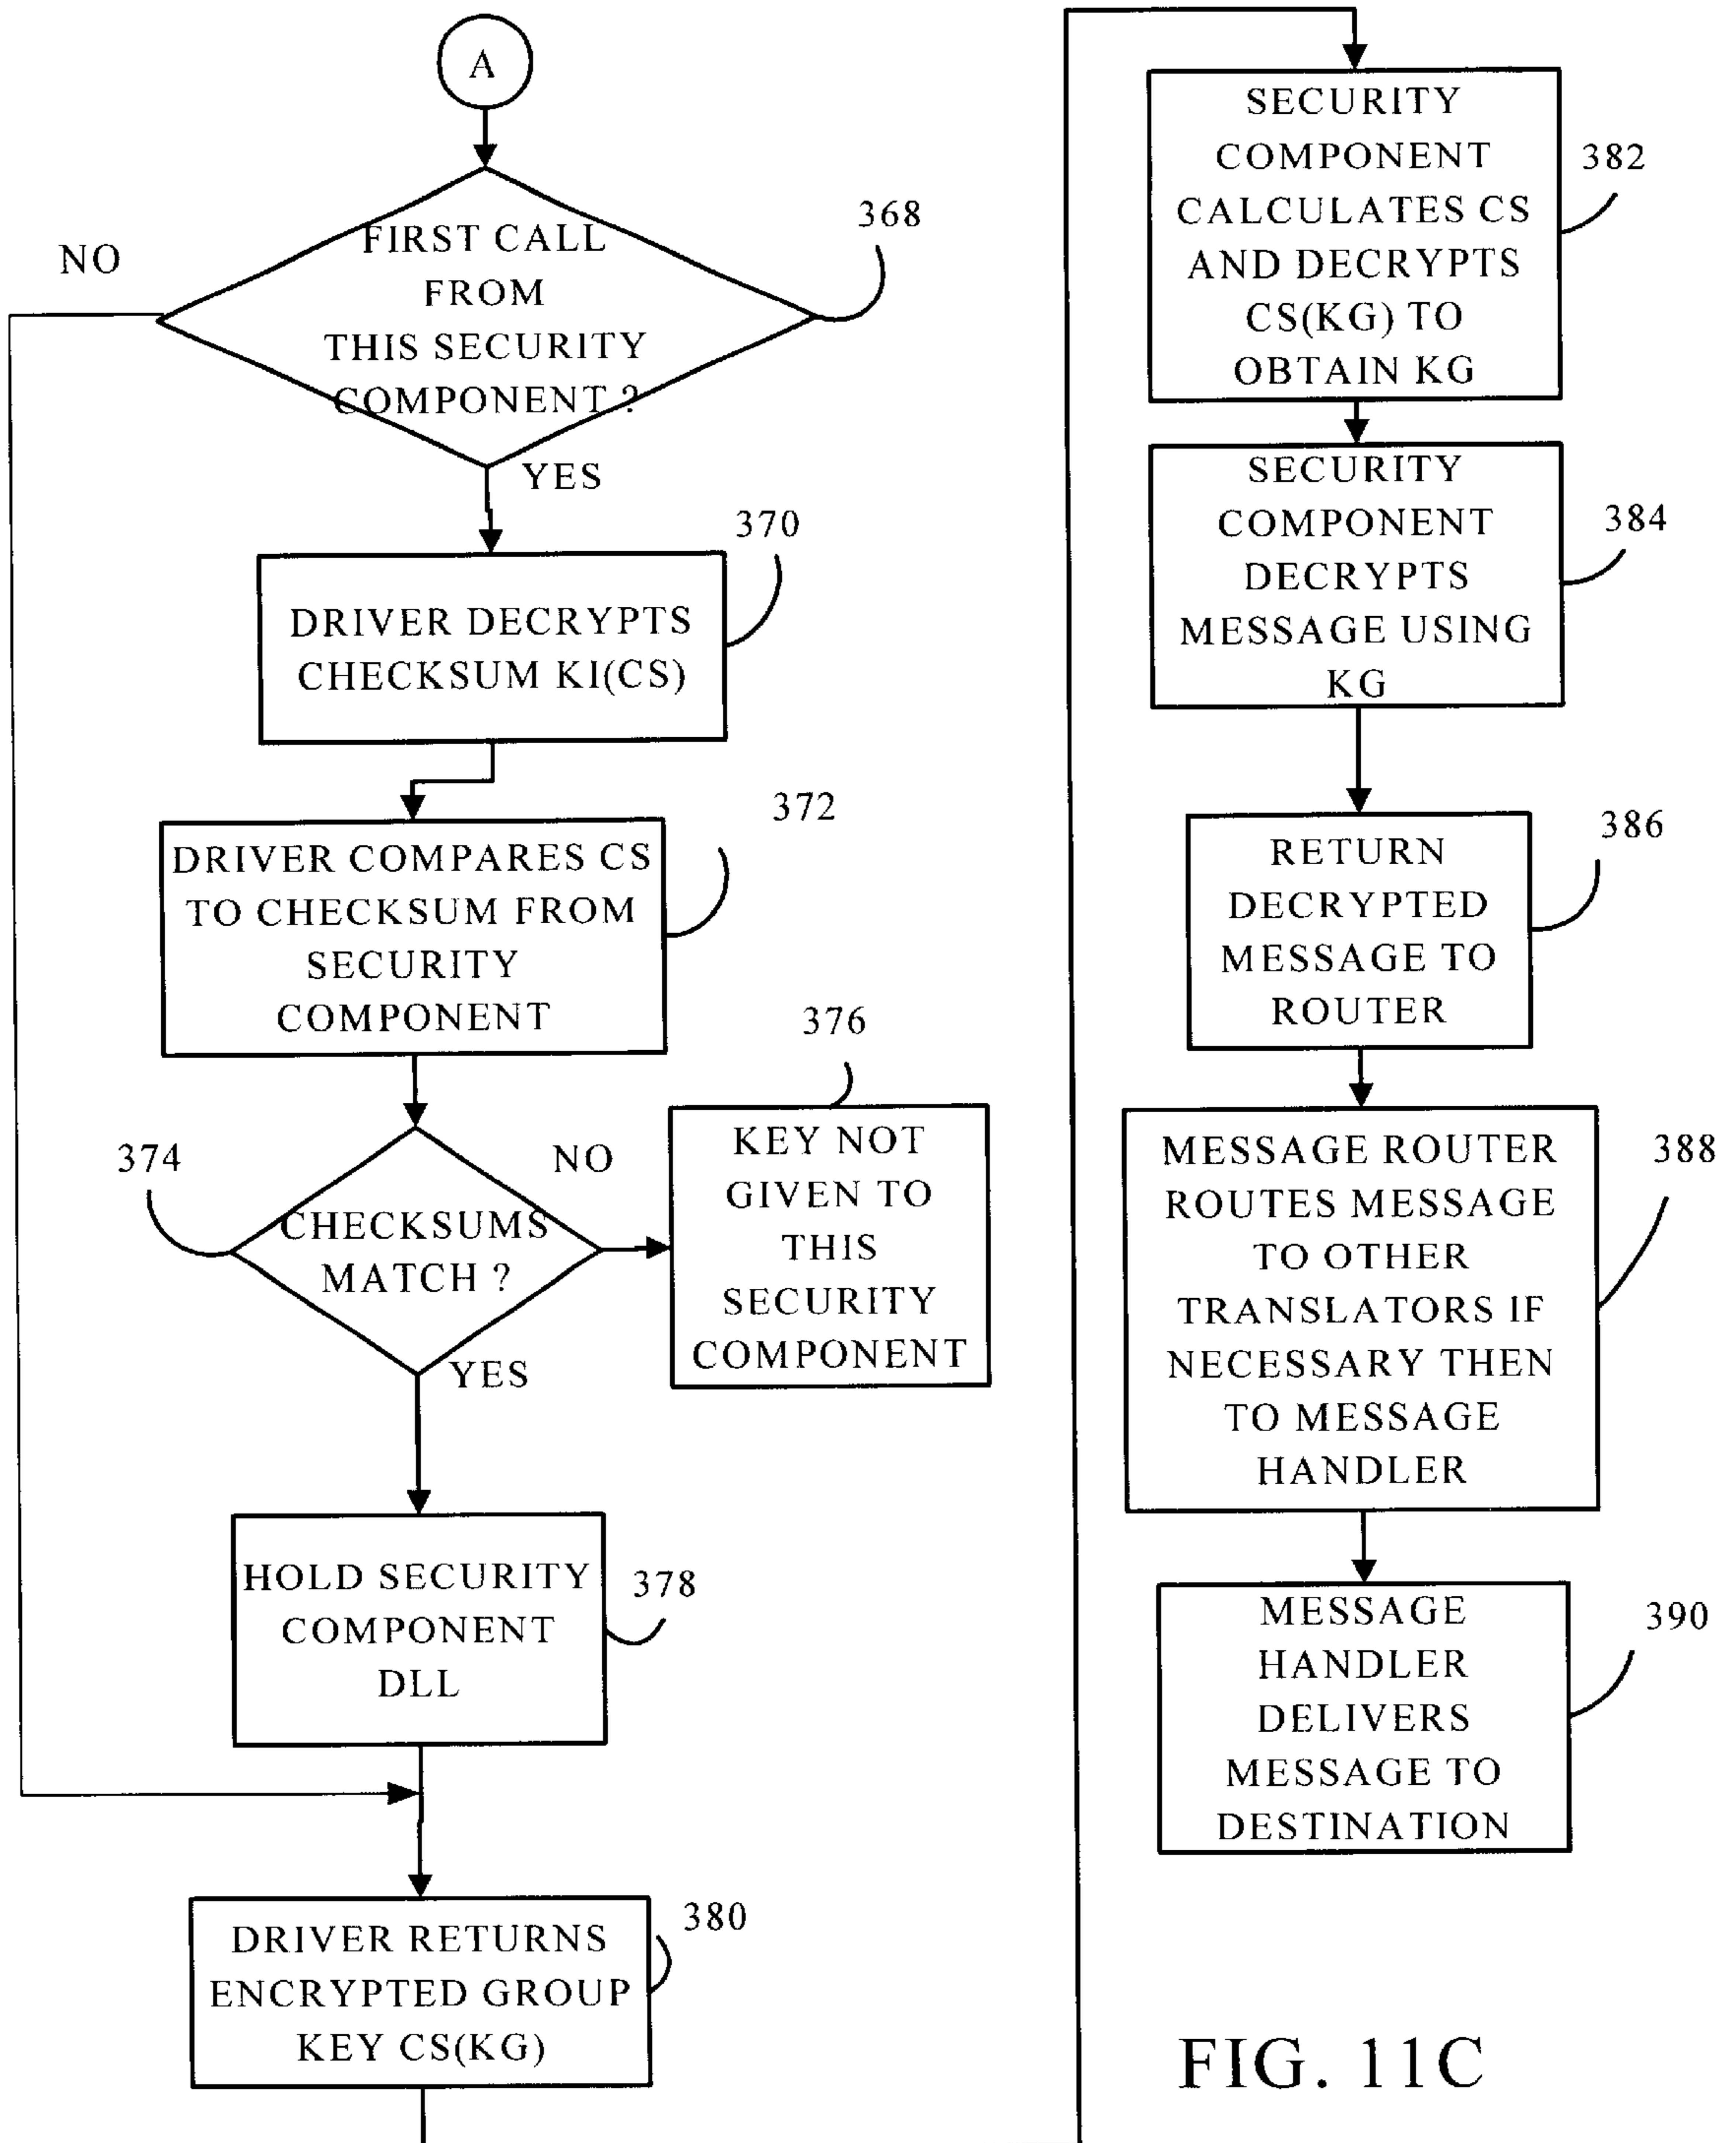 A
FIRST CALL
FROM
THIS SECURITY
COMPONENT ?
368
NO
YES
370
DRIVER DECRYPTS
CHECKSUM KI(CS)
372
DRIVER COMPARES CS
TO CHECKSUM FROM
SECURITY
COMPONENT
374
CHECKSUMS
MATCH ?
NO
376
KEY NOT
GIVEN TO
THIS
SECURITY
COMPONENT
YES
HOLD SECURITY
COMPONENT
DLL
378
DRIVER RETURNS
ENCRYPTED GROUP
KEY CS(KG)
380
SECURITY
COMPONENT
CALCULATES CS
AND DECRYPTS
CS(KG) TO
OBTAIN KG
382
SECURITY
COMPONENT
DECRYPTS
MESSAGE USING
KG
384
RETURN
DECRYPTED
MESSAGE TO
ROUTER
386
MESSAGE ROUTER
ROUTES MESSAGE
TO OTHER
TRANSLATORS IF
NECESSARY THEN
TO MESSAGE
HANDLER
388
MESSAGE
HANDLER
DELIVERS
MESSAGE TO
DESTINATION
390
FIG. 11C